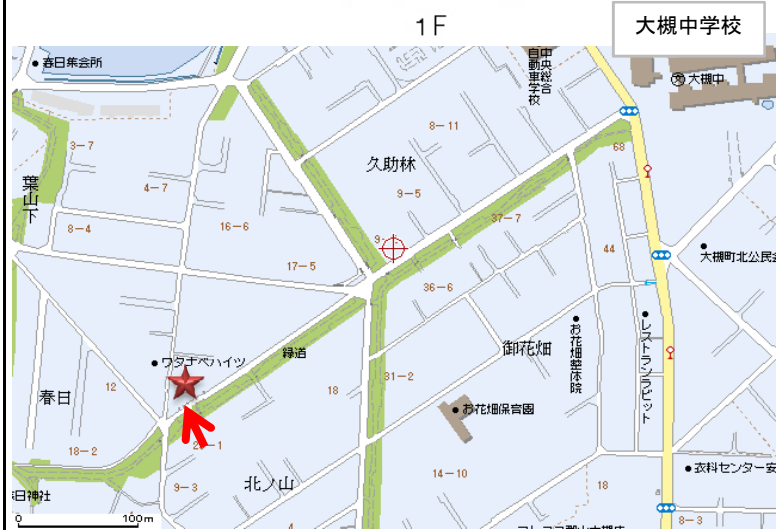 1F
大槻中学校
春日集会所
中央総合
自動車学校
大槻中
8-11
久助林
68
3-7
葉山下
4-7
9-5
37-7
8-4
16-6
9-
44
大槻町北公民
17-5
36-6
ワタナベハイツ
緑道
御花畑
お花畑整体院
レストランラビット
春日
12
18
31-2
お花畑保育園
18-2
北ノ山
14-10
衣料センター安
9-3
18
日神社
0
100m
4
8-3